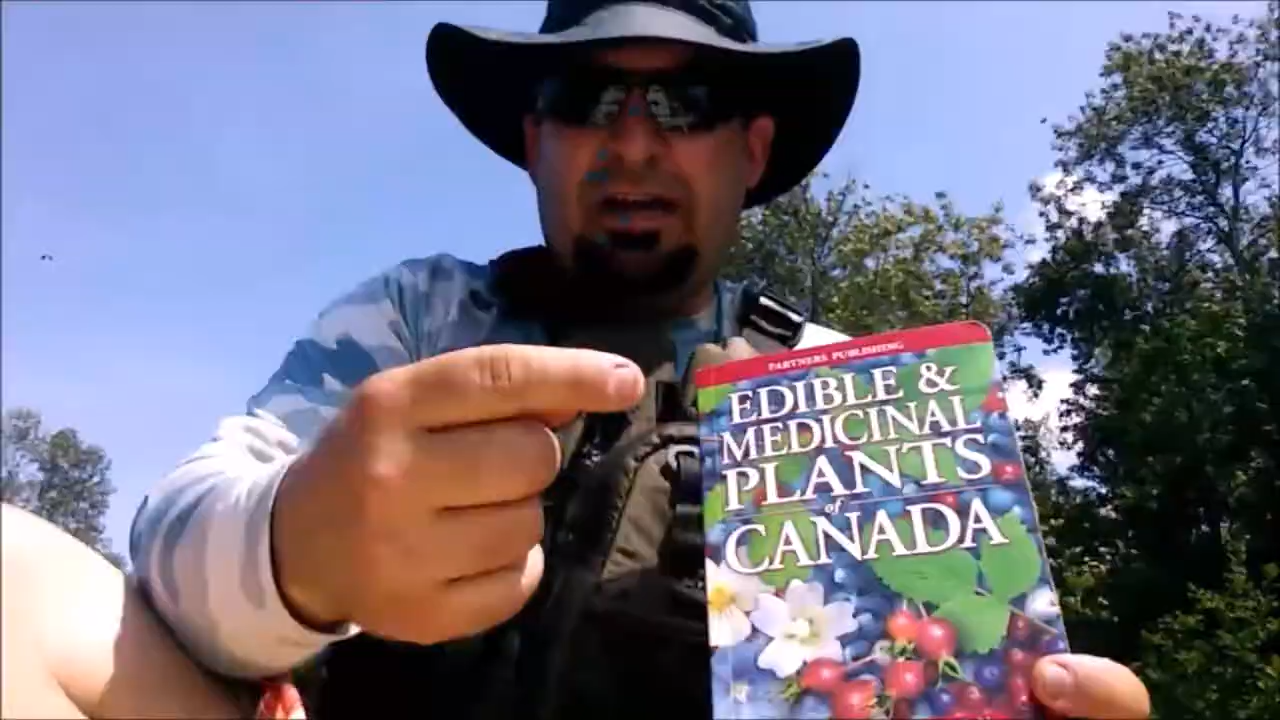 PARTNERS PUBLISHING
EDIBLE &
MEDICINAL
PLANTS
of
CANADA